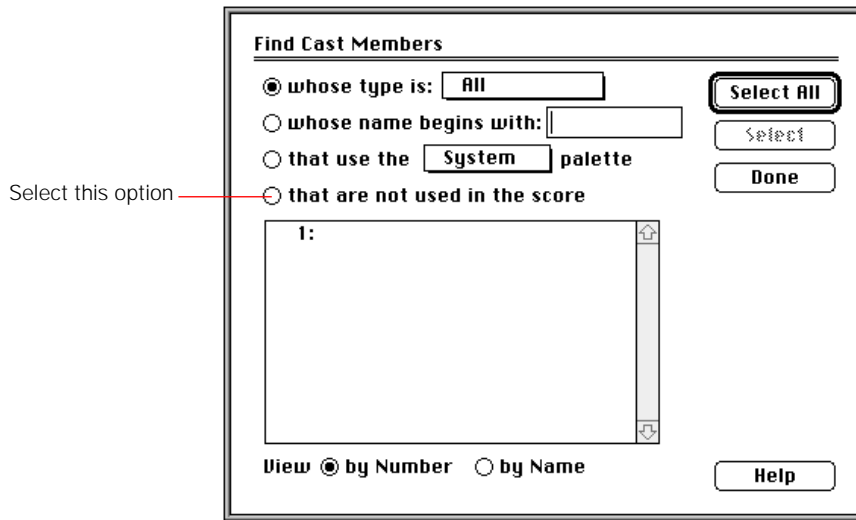 Find Cast Members
whose type is: All
Select All
whose name begins with:
Select
that use the System palette
Done
Select this option
that are not used in the score
1:
View by Number by Name
Help